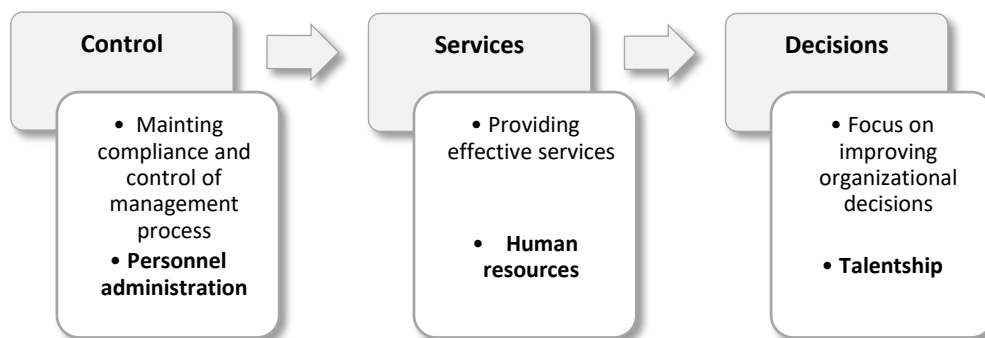 Control
• Mainting
compliance and
control of
management
process
• Personnel
administration
Services
• Providing
effective services
• Human
resources
Decisions
• Focus on
improving
organizational
decisions
• Talentship